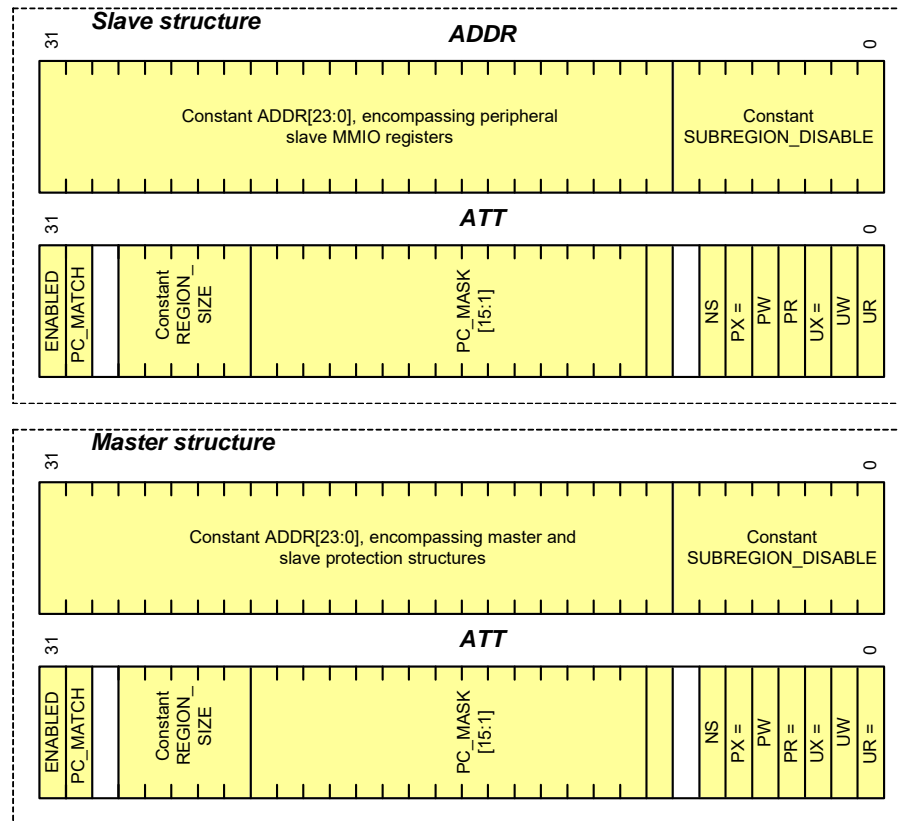 Slave structure
ADDR
31
0
Constant ADDR[23:0], encompassing peripheral
slave MMIO registers
Constant
SUBREGION_DISABLE
ATT
31
0
ENABLED
PC_MATCH
Constant
REGION_
SIZE
PC_MASK
[15:1]
NS
PX =
PW
PR
UX =
UW
UR
Master structure
31
0
Constant ADDR[23:0], encompassing master and
slave protection structures
Constant
SUBREGION_DISABLE
ATT
31
0
ENABLED
PC_MATCH
Constant
REGION_
SIZE
PC_MASK
[15:1]
NS
PX =
PW
PR =
UX =
UW
UR =